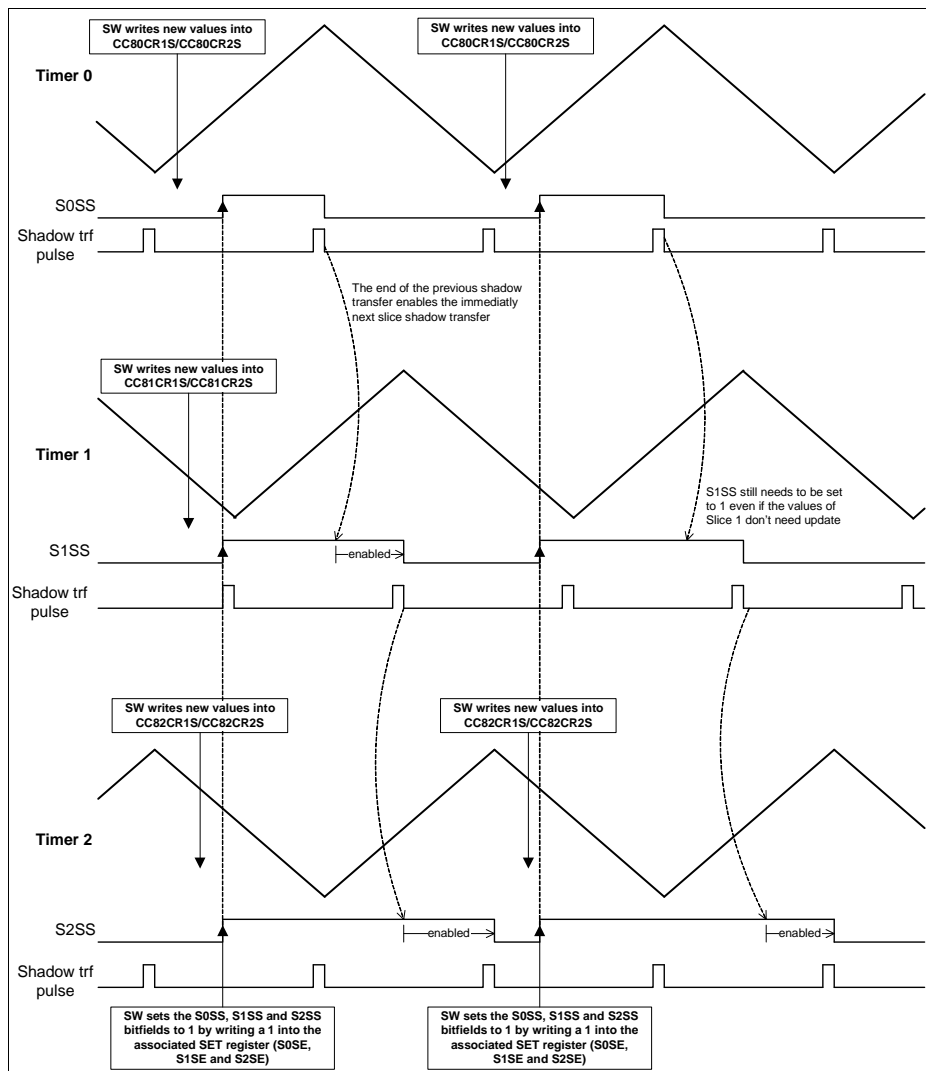 SW writes new values into
CC80CR1S/CC80CR2S
SW writes new values into
CC80CR1S/CC80CR2S
Timer 0
S0SS
Shadow trf
pulse
The end of the previous shadow
transfer enables the immediatly
next slice shadow transfer
SW writes new values into
CC81CR1S/CC81CR2S
Timer 1
S1SS still needs to be set
to 1 even if the values of
Slice 1 don't need update
S1SS
enabled
Shadow trf
pulse
SW writes new values into
CC82CR1S/CC82CR2S
SW writes new values into
CC82CR1S/CC82CR2S
Timer 2
S2SS
enabled
enabled
Shadow trf
pulse
SW sets the S0SS, S1SS and S2SS
bitfields to 1 by writing a 1 into the
associated SET register (S0SE,
S1SE and S2SE)
SW sets the S0SS, S1SS and S2SS
bitfields to 1 by writing a 1 into the
associated SET register (S0SE,
S1SE and S2SE)